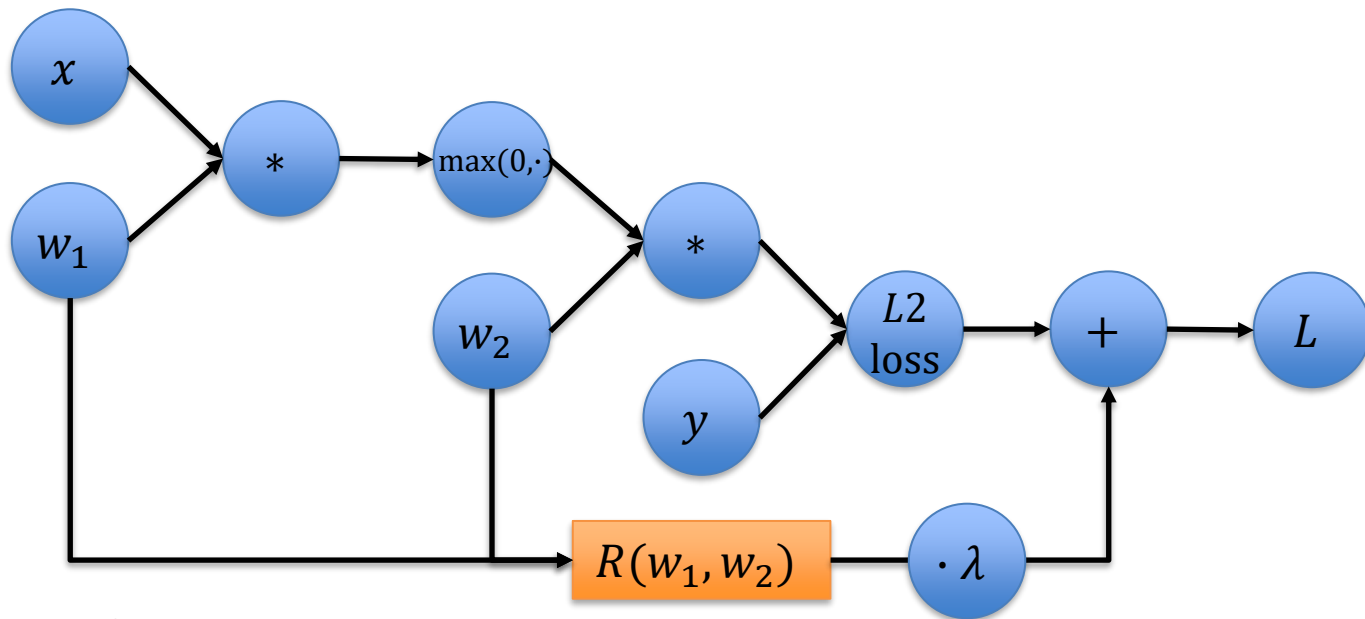 x
*
max(0,·)
w₁
*
w₂
L2
loss
+
L
y
R(w₁, w₂)
· λ